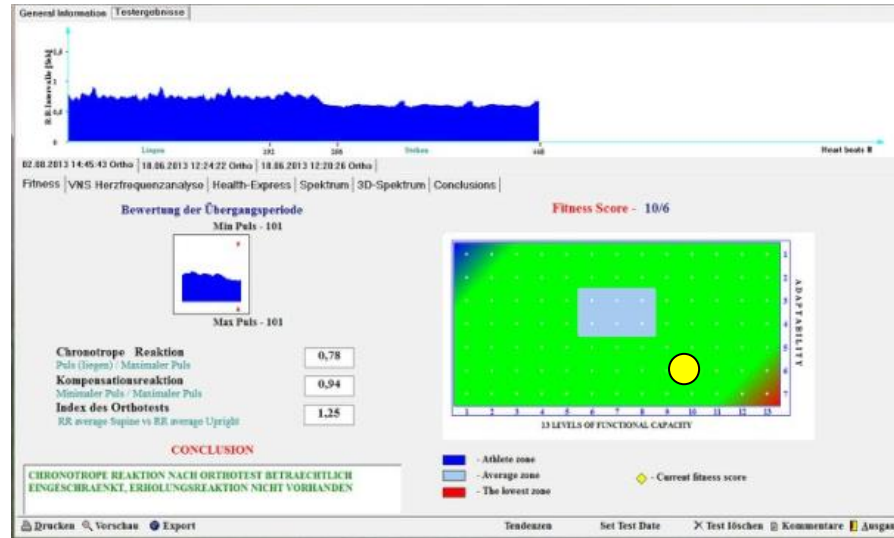 General Information Testergebnisse
1
0
Liegen 192 Stehen 448 Heart beats #
02.08.2013 14:45:43 Ortho 18.06.2013 12:24:22 Ortho 18.06.2013 12:20:26 Ortho
Fitness VNS Herzfrequenzanalyse Health-Express Spektrum 3D-Spektrum Conclusions
Bewertung der Übergangsperiode
Min Puls - 101
Max Puls - 101
Chronotrope Reaktion 0,78
Puls (liegen) / Maximaler Puls
Kompensationsreaktion 0,94
Minimaler Puls / Maximaler Puls
Index des Orthotests 1,25
RR average Supine vs RR average Upright
CONCLUSION
CHRONOTROPE REAKTION NACH ORTHOTEST BETRAECHTLICH
EINGESCHRAENKT, ERHOLUNGSREAKTION NICHT VORHANDEN
Fitness Score - 10/6
1
2
3
4
5
6
7
ADAPTABILITY
1 2 3 4 5 6 7 8 9 10 11 12 13
13 LEVELS OF FUNCTIONAL CAPACITY
- Athlete zone
- Average zone
- The lowest zone
- Current fitness score
Drucken Vorschau Export Tendenzen Set Test Date Test löschen Kommentare Ausgan